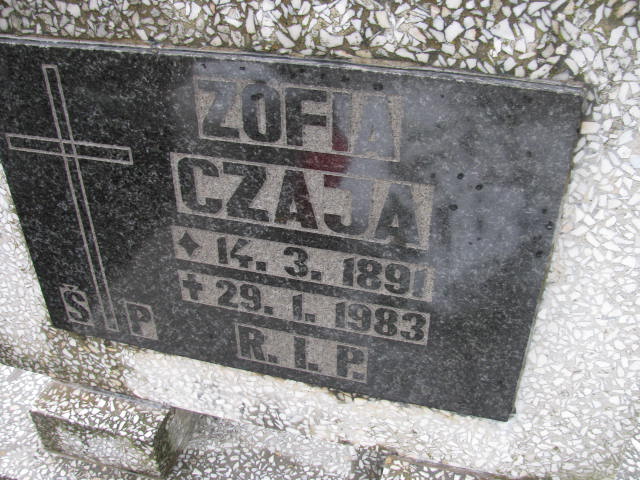 ZOFIA
CZAJA
✦ 14. 3. 1891
✝ 29. 1. 1983
Ś P
R. I. P.